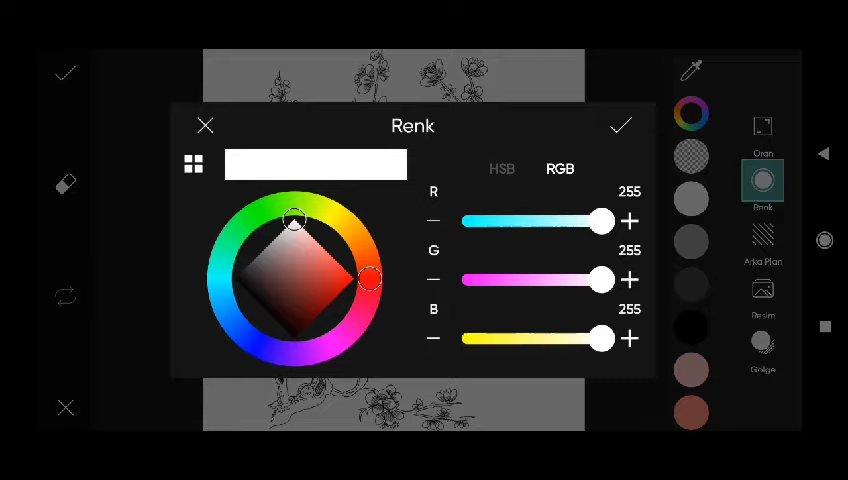 Renk
HSB RGB
R 255
G 255
B 255
Oran
Renk
Arka Plan
Resim
Gölge